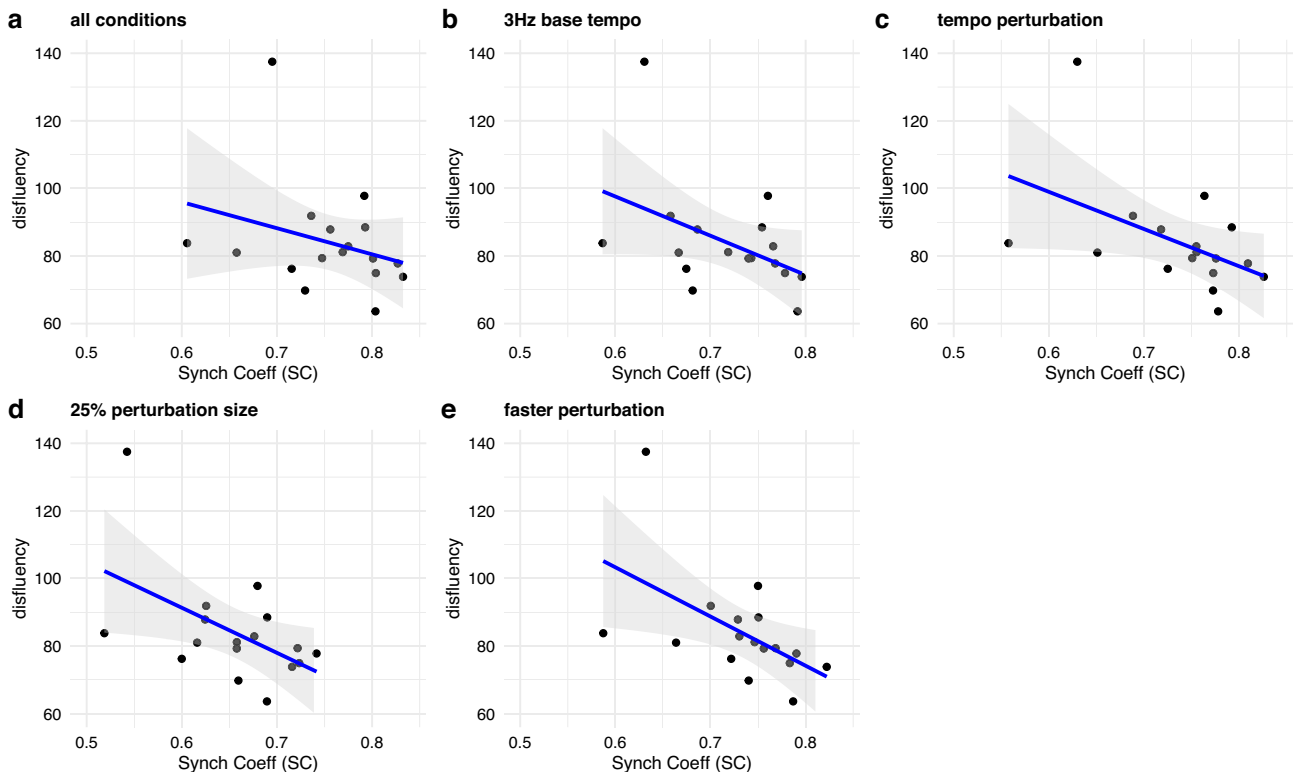 a all conditions
140
120
100
80
60
disfluency
0.5 0.6 0.7 0.8
Synch Coeff (SC)
b 3Hz base tempo
140
120
100
80
60
disfluency
0.5 0.6 0.7 0.8
Synch Coeff (SC)
c tempo perturbation
140
120
100
80
60
disfluency
0.5 0.6 0.7 0.8
Synch Coeff (SC)
d 25% perturbation size
140
120
100
80
60
disfluency
0.5 0.6 0.7 0.8
Synch Coeff (SC)
e faster perturbation
140
120
100
80
60
disfluency
0.5 0.6 0.7 0.8
Synch Coeff (SC)